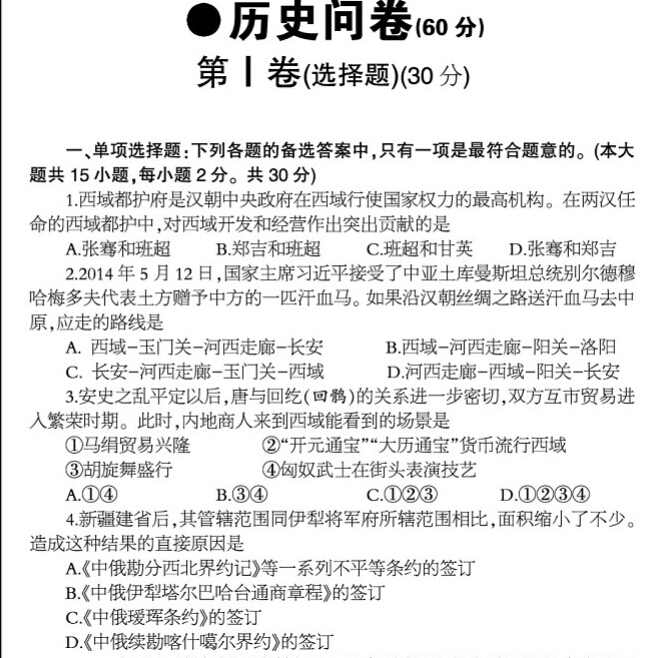 ●历史问卷(60 分)
第Ⅰ卷(选择题)(30 分)
一、单项选择题:下列各题的备选答案中,只有一项是最符合题意的。(本大
题共 15 小题,每小题 2 分。共 30 分)
1.西域都护府是汉朝中央政府在西域行使国家权力的最高机构。在两汉任
命的西域都护中,对西域开发和经营作出突出贡献的是
A.张骞和班超 B.郑吉和班超 C.班超和甘英 D.张骞和郑吉
2.2014 年 5 月 12 日,国家主席习近平接受了中亚土库曼斯坦总统别尔德穆
哈梅多夫代表土方赠予中方的一匹汗血马。如果沿汉朝丝绸之路送汗血马去中
原,应走的路线是
A. 西域-玉门关-河西走廊-长安 B.西域-河西走廊-阳关-洛阳
C. 长安-河西走廊-玉门关-西域 D.河西走廊-西域-阳关-长安
3.安史之乱平定以后,唐与回纥(回鹘)的关系进一步密切,双方互市贸易进
入繁荣时期。此时,内地商人来到西域能看到的场景是
①马绢贸易兴隆 ②“开元通宝”“大历通宝”货币流行西域
③胡旋舞盛行 ④匈奴武士在街头表演技艺
A.①④ B.③④ C.①②③ D.①②③④
4.新疆建省后,其管辖范围同伊犁将军府所辖范围相比,面积缩小了不少。
造成这种结果的直接原因是
A.《中俄勘分西北界约记》等一系列不平等条约的签订
B.《中俄伊犁塔尔巴哈台通商章程》的签订
C.《中俄瑷珲条约》的签订
D.《中俄续勘喀什噶尔界约》的签订